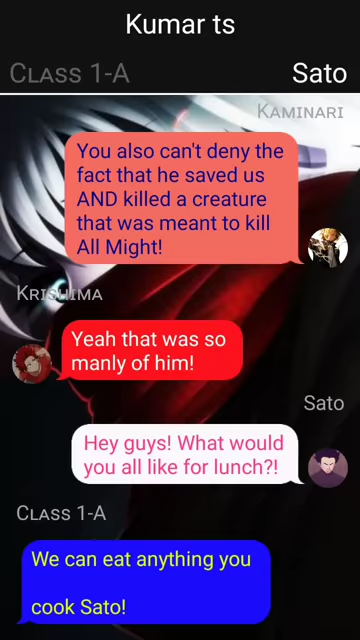 Kumar ts
Class 1-A
Sato
Kaminari
You also can't deny the
fact that he saved us
AND killed a creature
that was meant to kill
All Might!
Krishima
Yeah that was so
manly of him!
Sato
Hey guys! What would
you all like for lunch?!
Class 1-A
We can eat anything you
cook Sato!